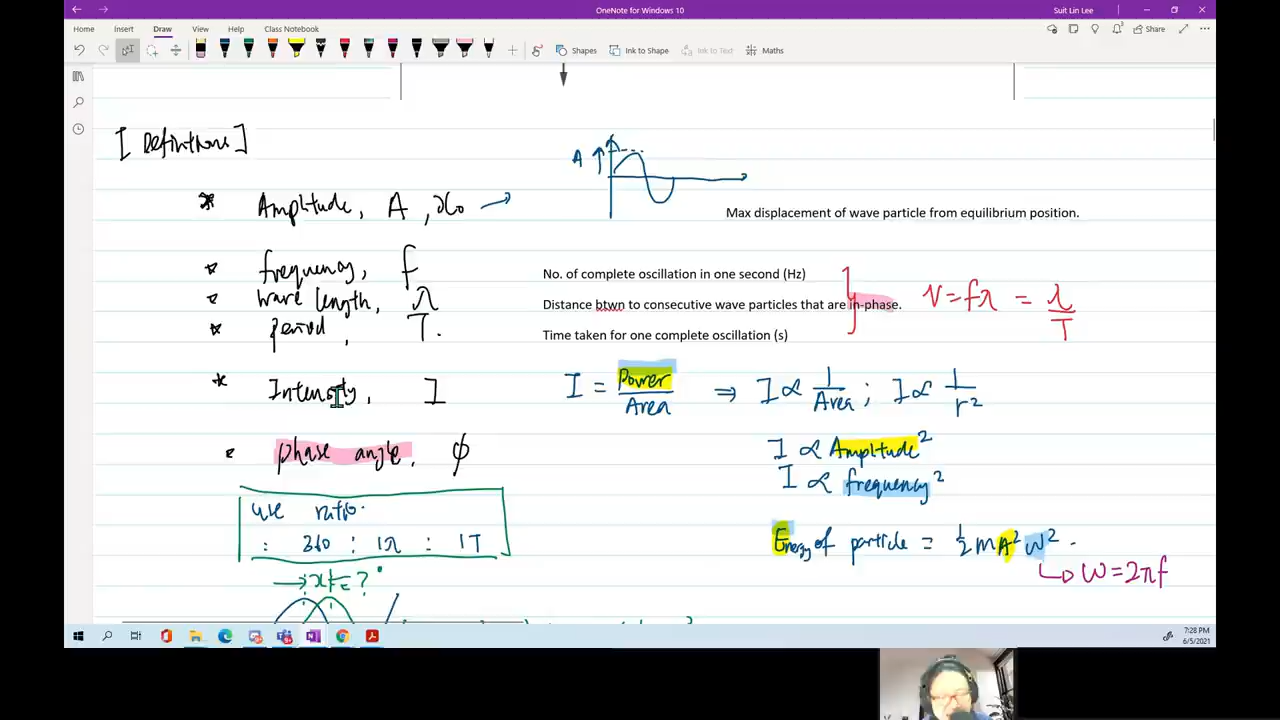 OneNote for Windows 10
Suit Lin Lee
Home Insert Draw View Help Class Notebook
Share
Shapes Ink to Shape Ink to Text Maths
[Definitions]
A
* Amplitude, A, x₀ →
Max displacement of wave particle from equilibrium position.
* frequency, f
No. of complete oscillation in one second (Hz)
* wave length, λ
Distance btwn to consecutive wave particles that are in-phase.
v = fλ = λ/T
* period, T.
Time taken for one complete oscillation (s)
* Intensity, I
I = Power/Area ⇒ I ∝ 1/Area ; I ∝ 1/r²
I ∝ Amplitude²
I ∝ frequency²
* phase angle, ϕ
use ratio.
: 360 : 1λ : 1T
Energy of particle = ½mA²ω².
↳ ω = 2πf
7:28 PM
6/5/2021